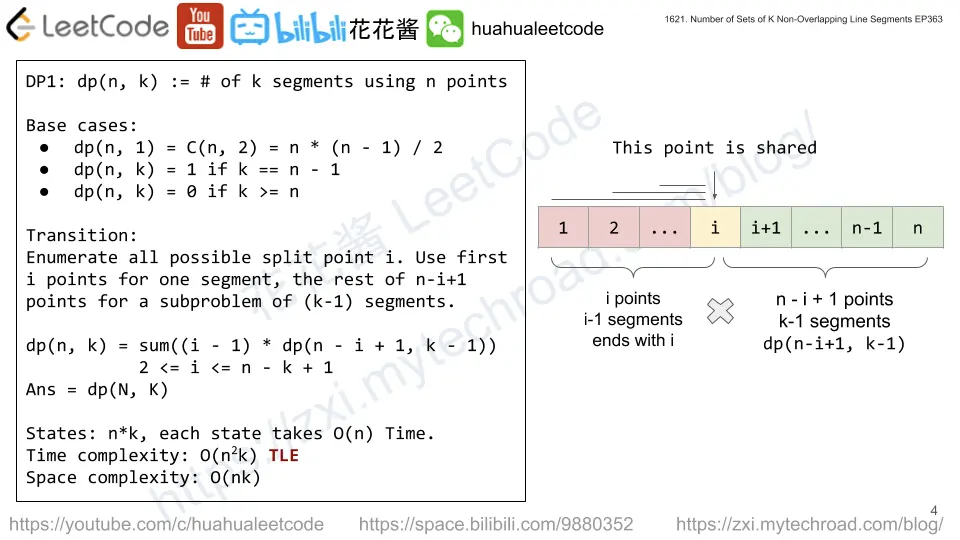 LeetCode You Tube bilibili 花花酱 huahualeetcode
1621. Number of Sets of K Non-Overlapping Line Segments EP363
DP1: dp(n, k) := # of k segments using n points
Base cases:
● dp(n, 1) = C(n, 2) = n * (n - 1) / 2
● dp(n, k) = 1 if k == n - 1
● dp(n, k) = 0 if k >= n
Transition:
Enumerate all possible split point i. Use first
i points for one segment, the rest of n-i+1
points for a subproblem of (k-1) segments.
dp(n, k) = sum((i - 1) * dp(n - i + 1, k - 1))
2 <= i <= n - k + 1
Ans = dp(N, K)
States: n*k, each state takes O(n) Time.
Time complexity: O(n²k) TLE
Space complexity: O(nk)
This point is shared
1 2 ... i i+1 ... n-1 n
i points
i-1 segments
ends with i
n - i + 1 points
k-1 segments
dp(n-i+1, k-1)
花花酱 LeetCode
https://zxi.mytechroad.com/blog/
4
https://youtube.com/c/huahualeetcode https://space.bilibili.com/9880352 https://zxi.mytechroad.com/blog/